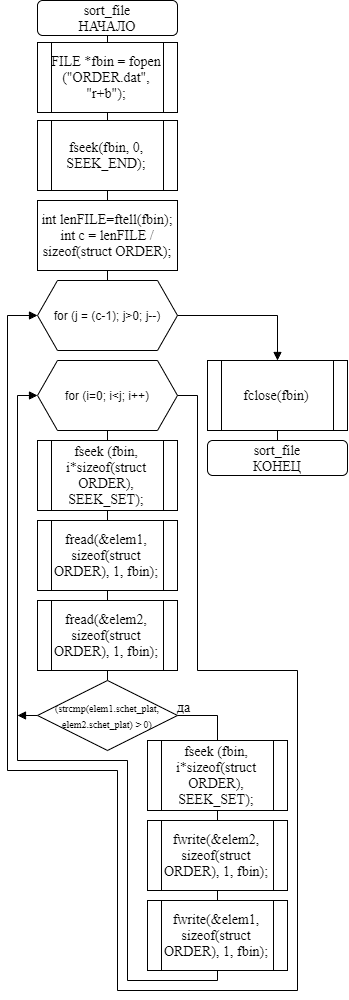 sort_file
НАЧАЛО
FILE *fbin = fopen
("ORDER.dat",
"r+b");
fseek(fbin, 0,
SEEK_END);
int lenFILE=ftell(fbin);
int c = lenFILE /
sizeof(struct ORDER);
for (j = (c-1); j>0; j--)
for (i=0; i<j; i++)
fclose(fbin)
sort_file
КОНЕЦ
fseek (fbin,
i*sizeof(struct
ORDER),
SEEK_SET);
fread(&elem1,
sizeof(struct
ORDER), 1, fbin);
fread(&elem2,
sizeof(struct
ORDER), 1, fbin);
(strcmp(elem1.schet_plat,
elem2.schet_plat) > 0)
да
fseek (fbin,
i*sizeof(struct
ORDER),
SEEK_SET);
fwrite(&elem2,
sizeof(struct
ORDER), 1, fbin);
fwrite(&elem1,
sizeof(struct
ORDER), 1, fbin);